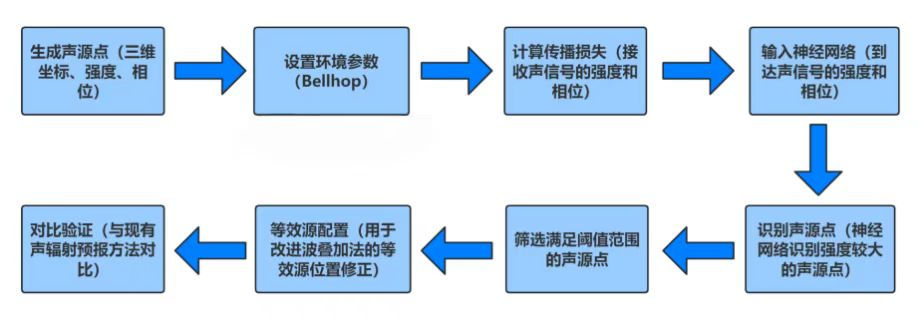 生成声源点（三维
坐标、强度、相
位）
设置环境参数
（Bellhop）
计算传播损失（接
收声信号的强度和
相位）
输入神经网络（到
达声信号的强度和
相位）
识别声源点（神经
网络识别强度较大
的声源点）
筛选满足阈值范围
的声源点
等效源配置（用于
改进波叠加法的等
效源位置修正）
对比验证（与现有
声辐射预报方法对
比）